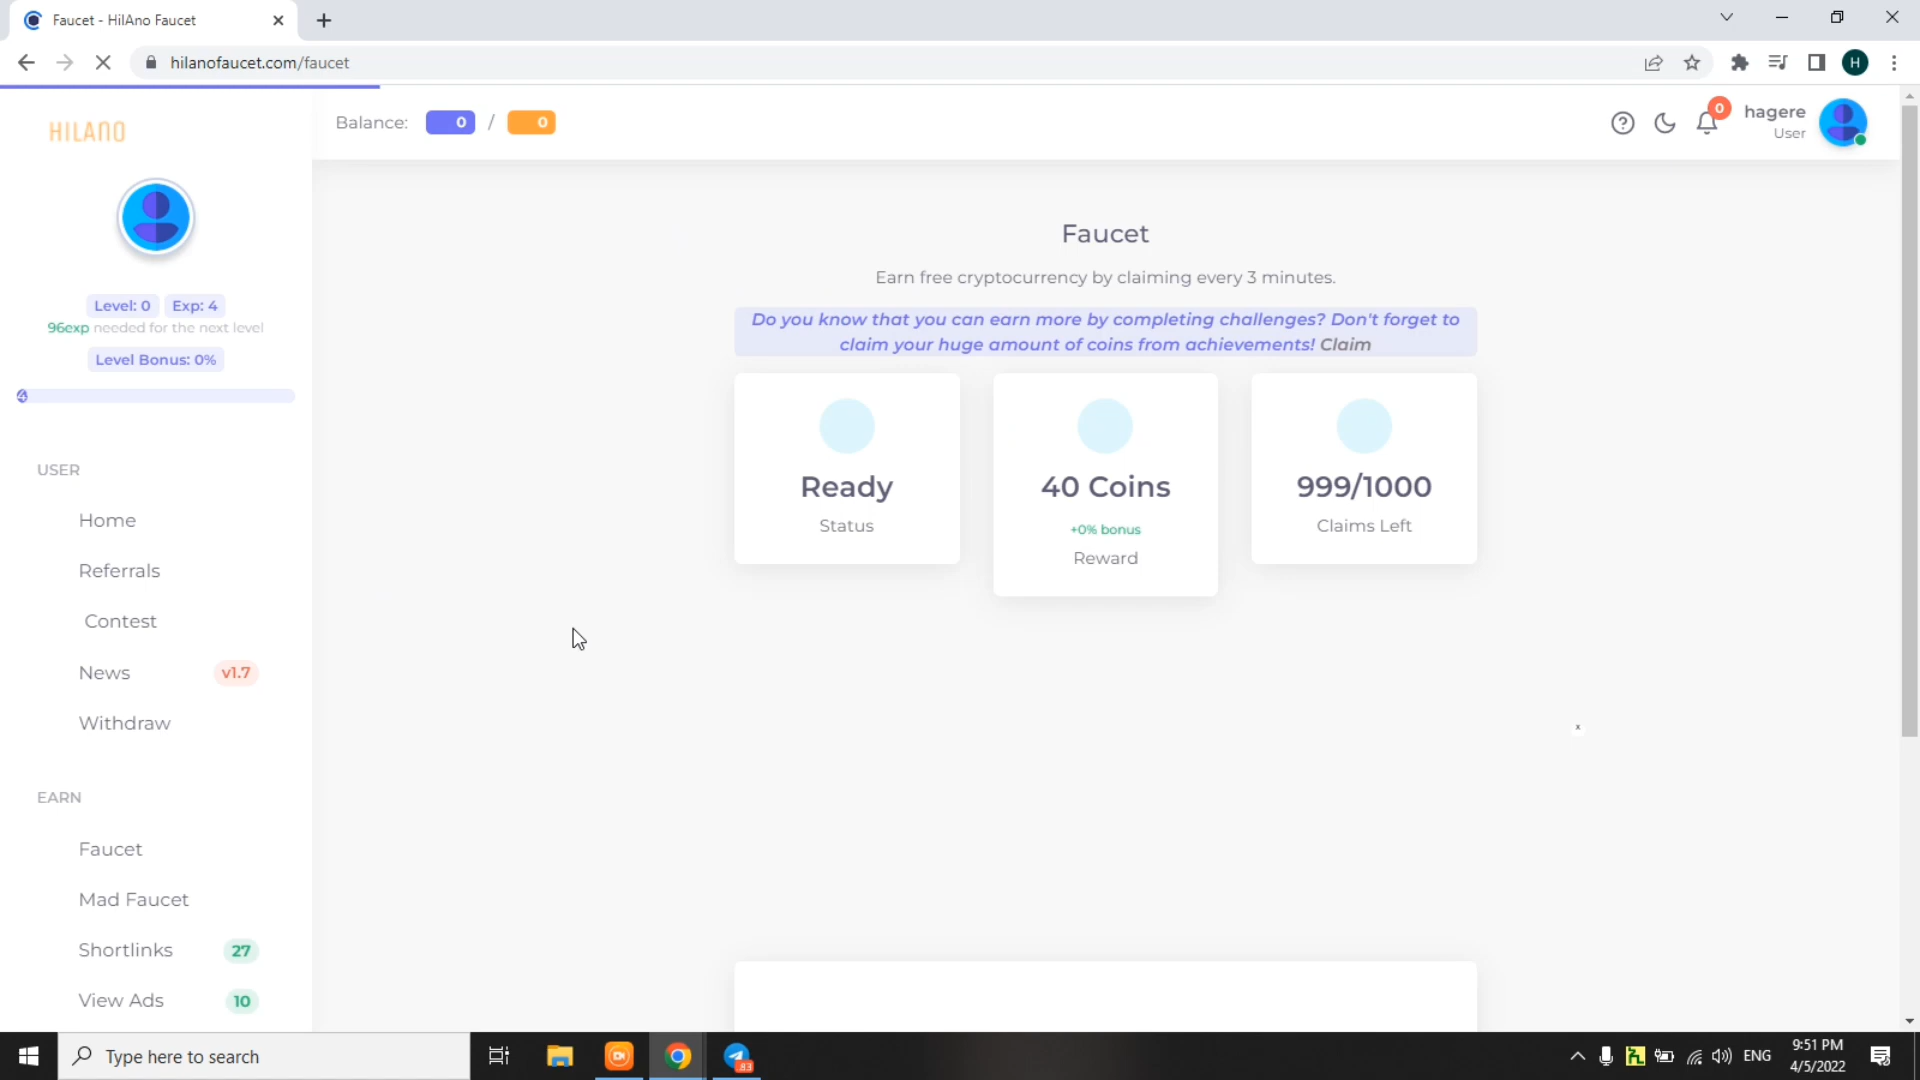 Faucet - HilAno Faucet
hilanofaucet.com/faucet
H
HILANO
Balance: 0 / 0
0
hagere
User
Level: 0 Exp: 4
96exp needed for the next level
Level Bonus: 0%
4
USER
Home
Referrals
Contest
News v1.7
Withdraw
EARN
Faucet
Mad Faucet
Shortlinks 27
View Ads 10
Faucet
Earn free cryptocurrency by claiming every 3 minutes.
Do you know that you can earn more by completing challenges? Don't forget to
claim your huge amount of coins from achievements! Claim
Ready
Status
40 Coins
+0% bonus
Reward
999/1000
Claims Left
x
Type here to search
83
ENG
9:51 PM
4/5/2022